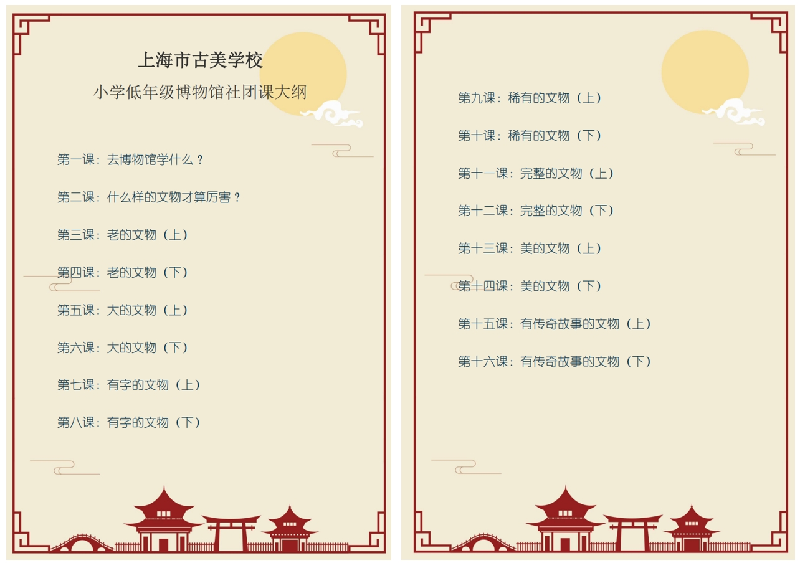 上海市古美学校
小学低年级博物馆社团课大纲
第一课：去博物馆学什么？
第二课：什么样的文物才算厉害？
第三课：老的文物（上）
第四课：老的文物（下）
第五课：大的文物（上）
第六课：大的文物（下）
第七课：有字的文物（上）
第八课：有字的文物（下）
第九课：稀有的文物（上）
第十课：稀有的文物（下）
第十一课：完整的文物（上）
第十二课：完整的文物（下）
第十三课：美的文物（上）
第十四课：美的文物（下）
第十五课：有传奇故事的文物（上）
第十六课：有传奇故事的文物（下）